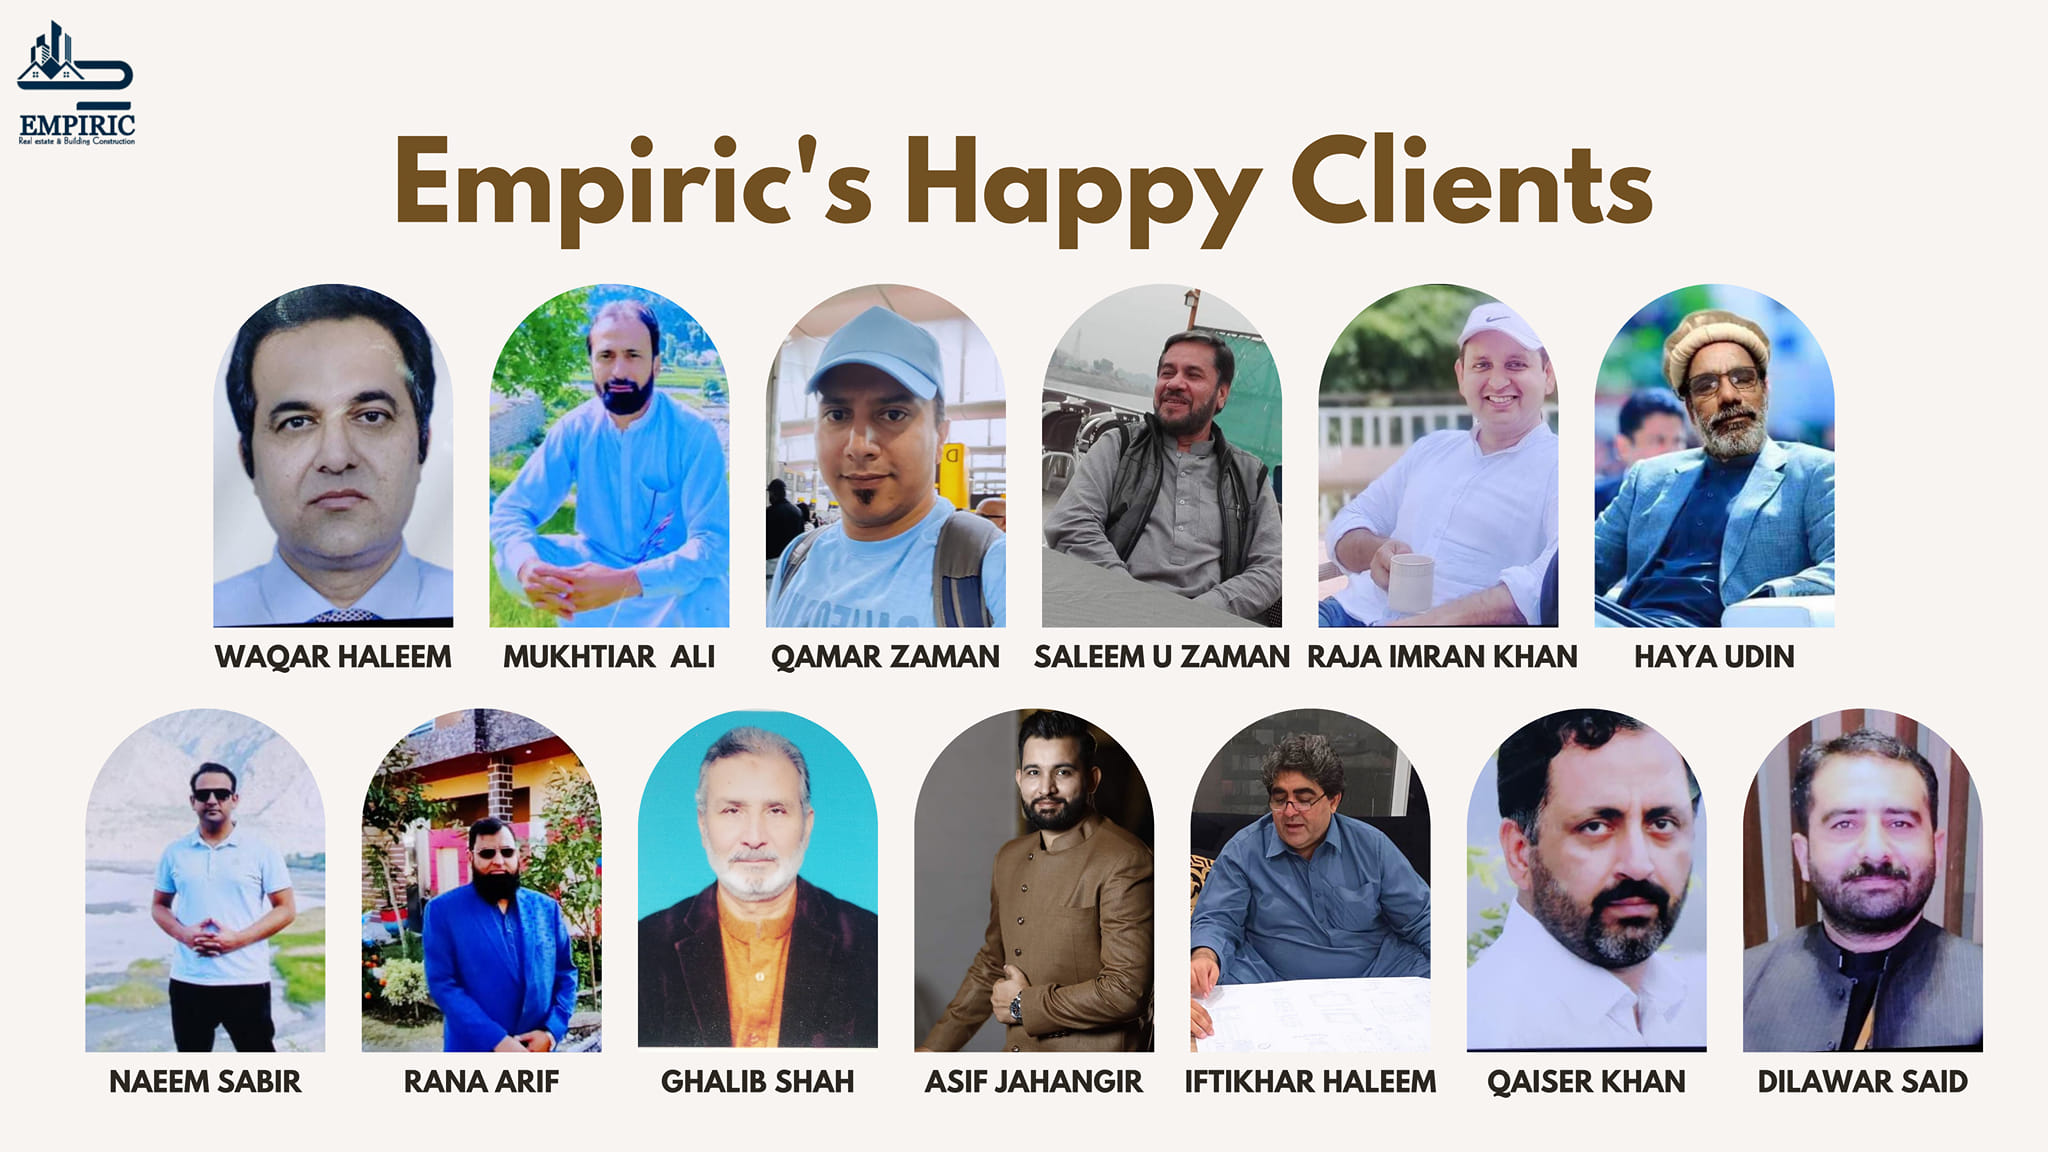 EMPIRIC
Real estate & Building Construction
Empiric's Happy Clients
WAQAR HALEEM
MUKHTIAR ALI
QAMAR ZAMAN
SALEEM U ZAMAN
RAJA IMRAN KHAN
HAYA UDIN
NAEEM SABIR
RANA ARIF
GHALIB SHAH
ASIF JAHANGIR
IFTIKHAR HALEEM
QAISER KHAN
DILAWAR SAID